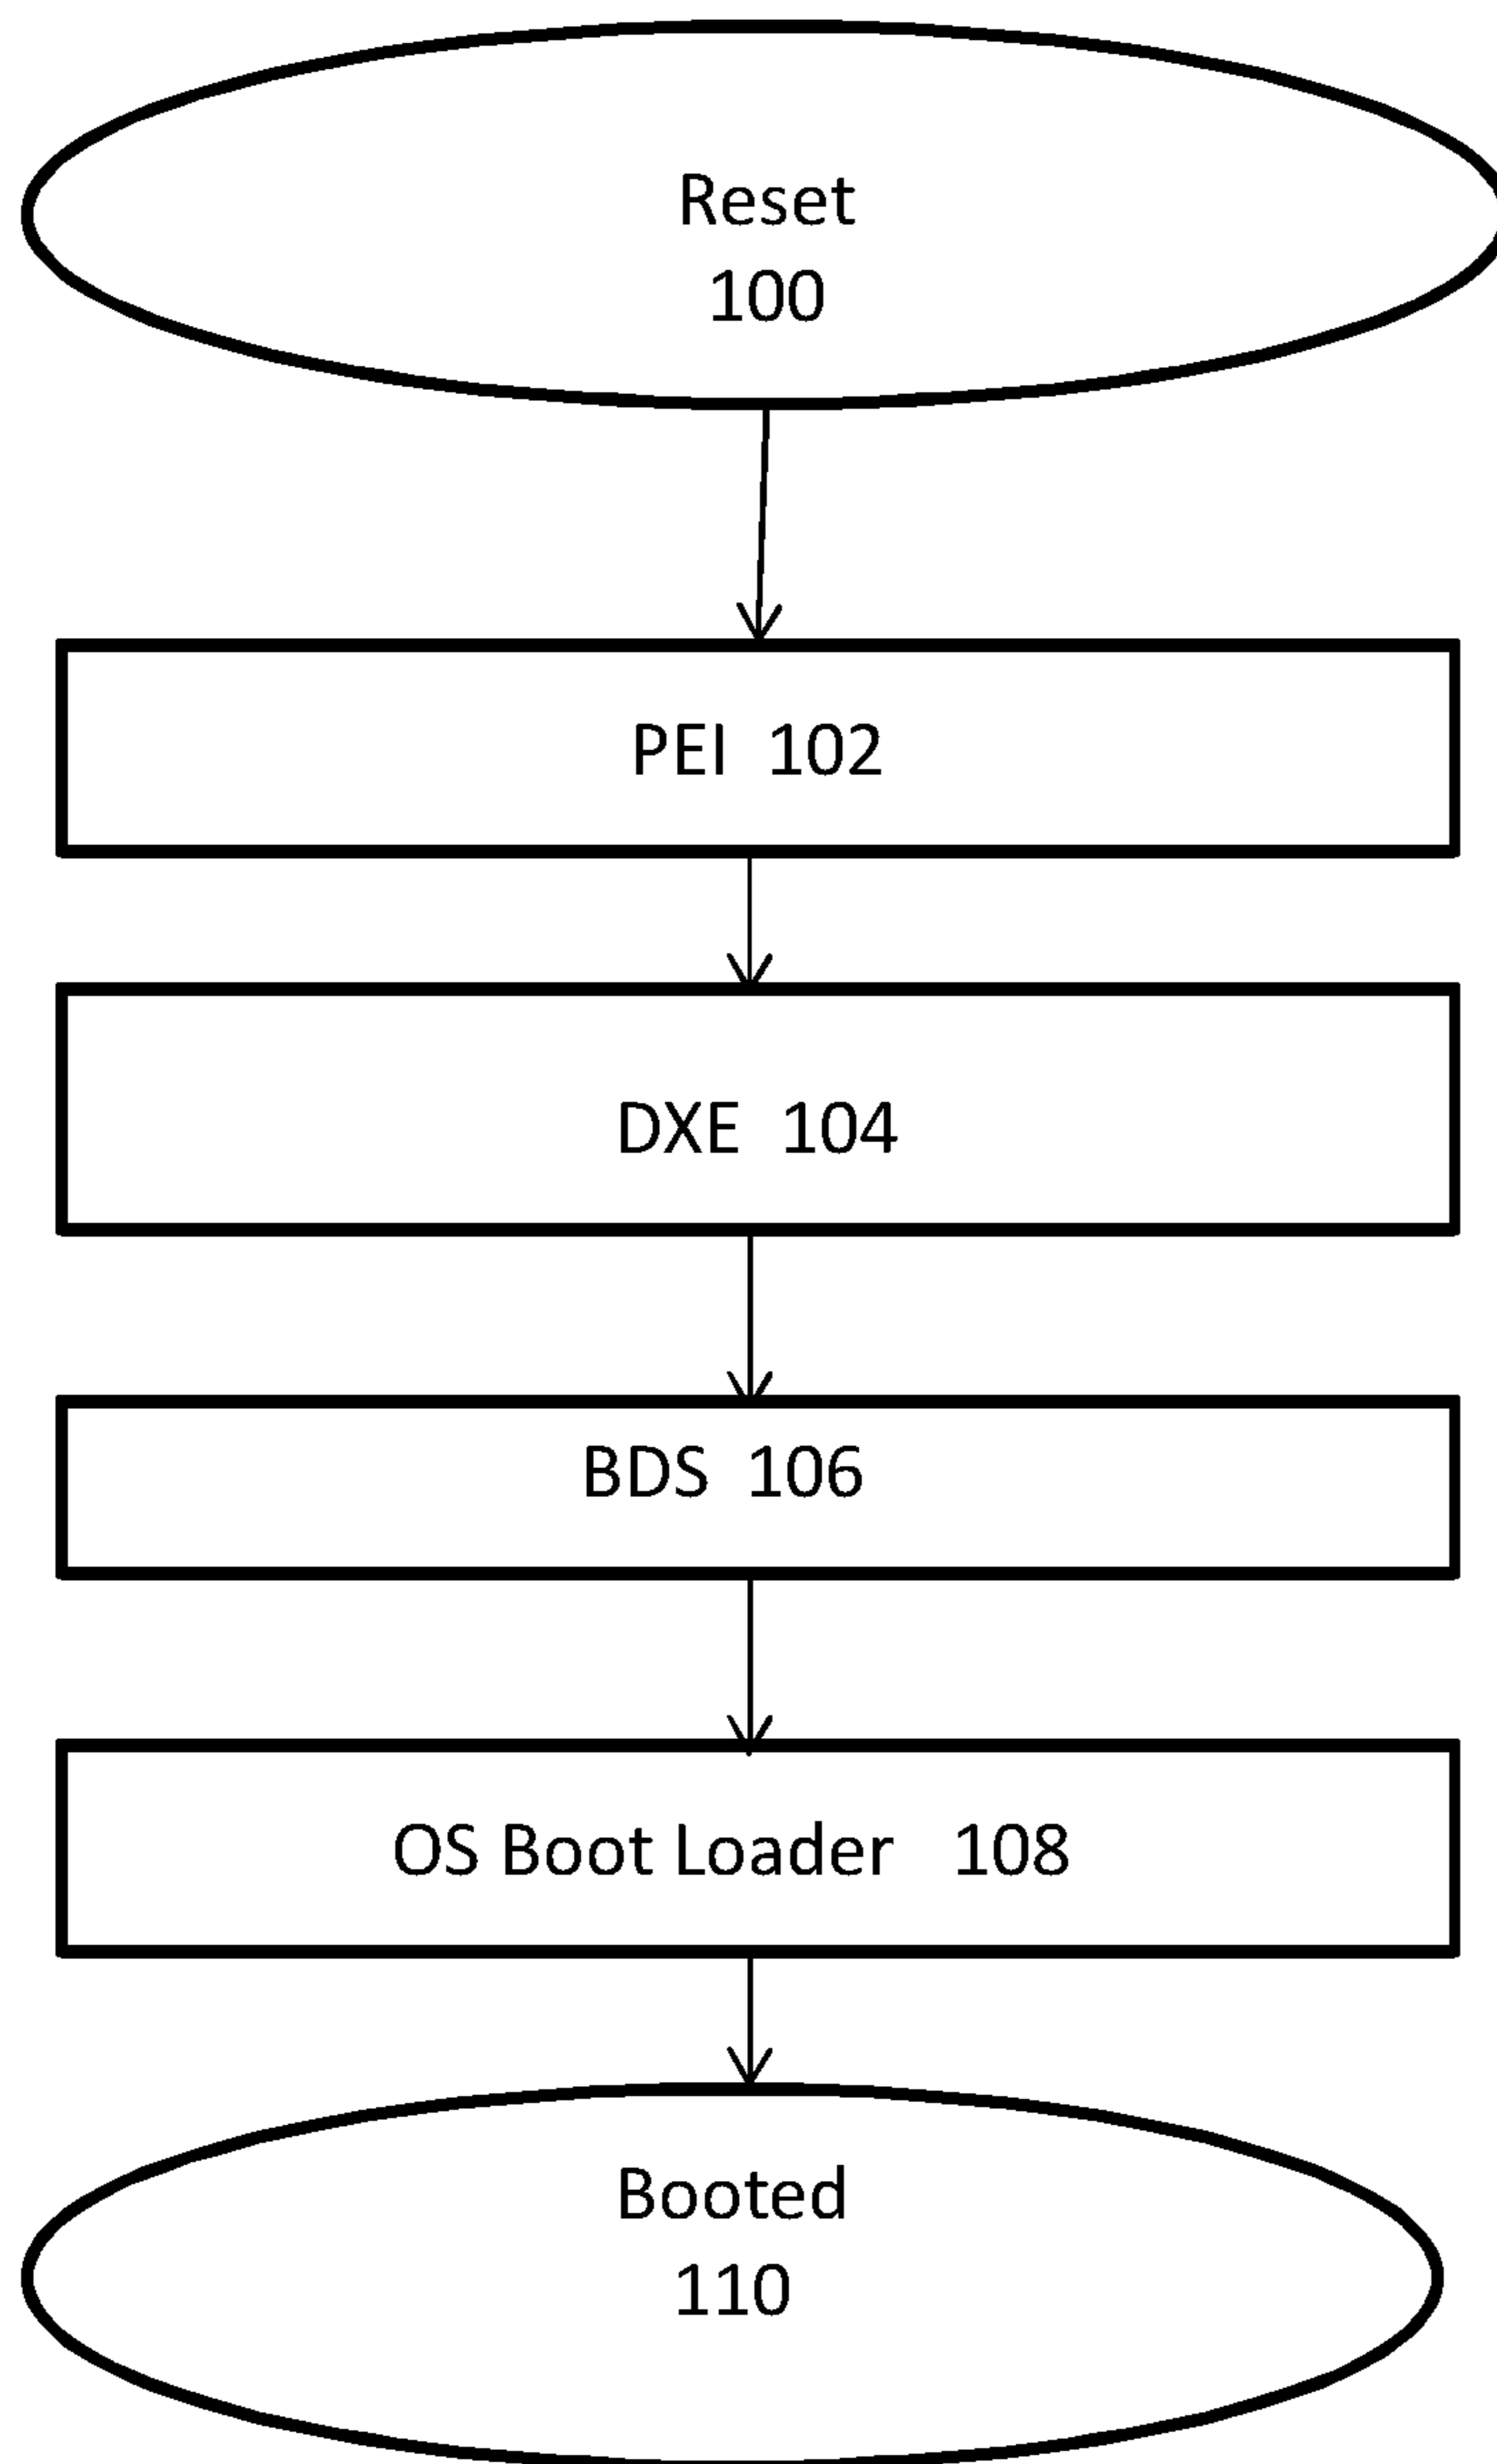 Reset
100
PEI 102
DXE 104
BDS 106
OS Boot Loader 108
Booted
110